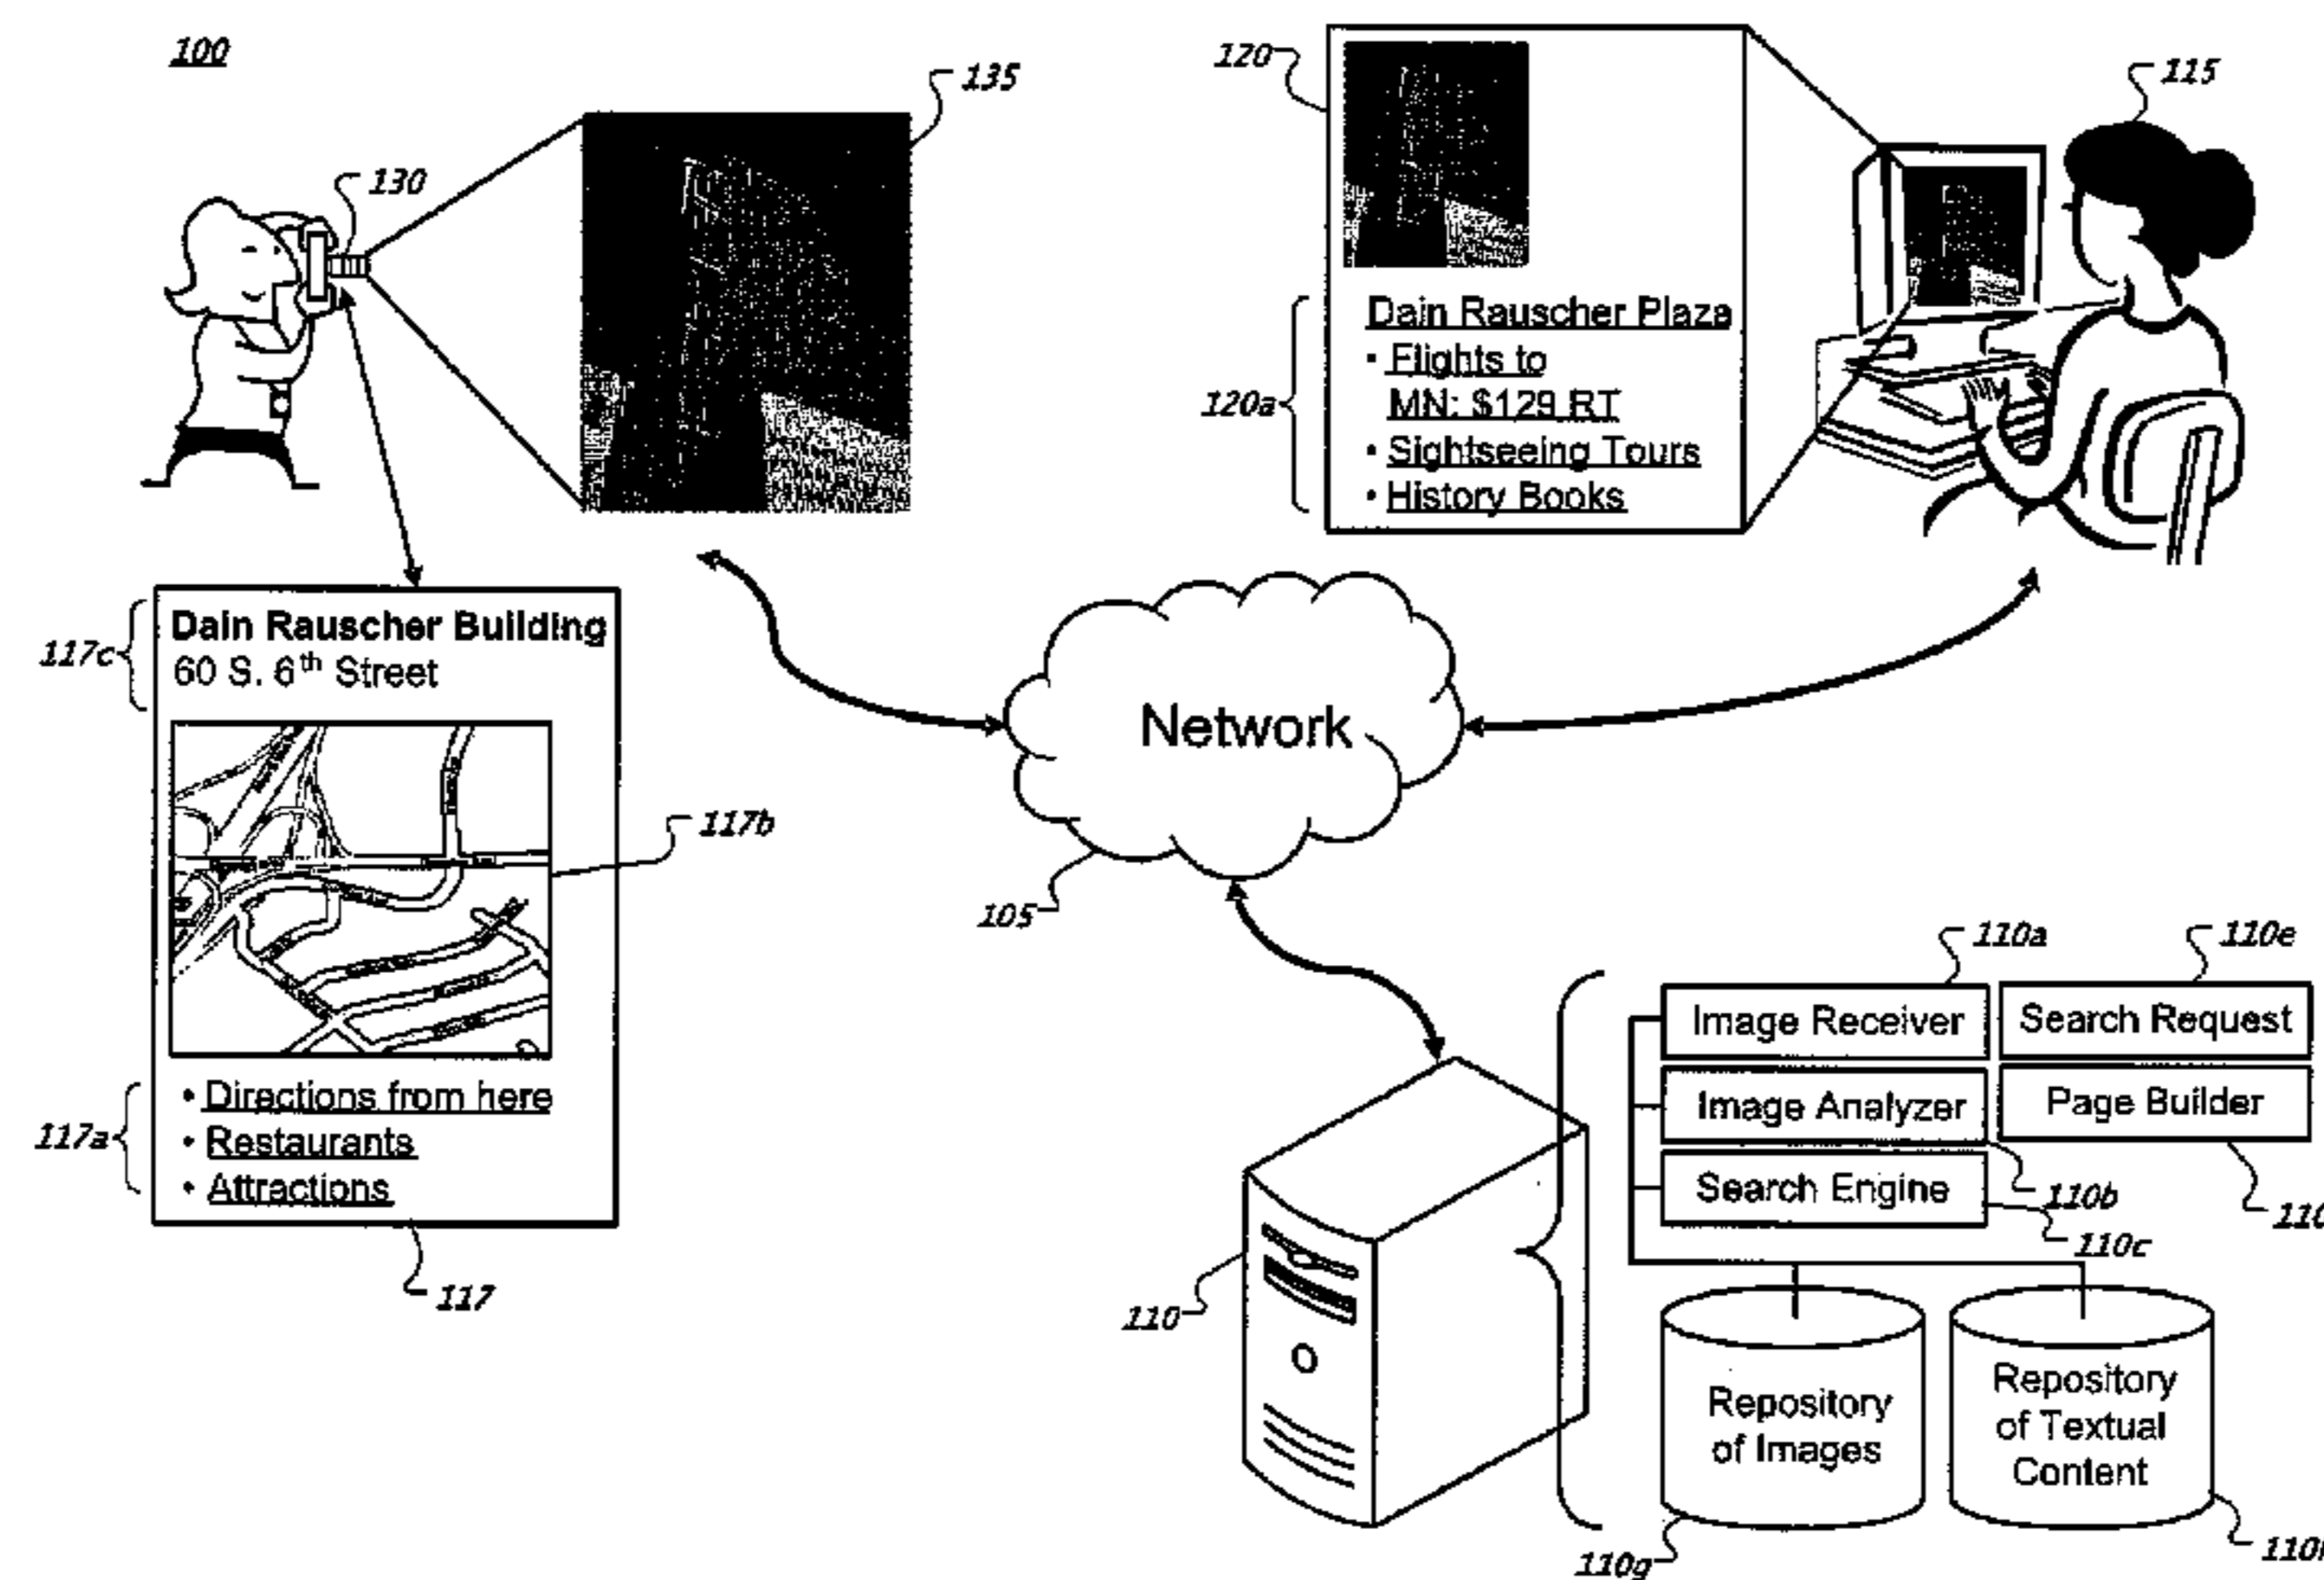 100
135
130
120
115
Dain Rauscher Plaza
• Flights to
MN: $129 RT
• Sightseeing Tours
• History Books
120a
117c
Dain Rauscher Building
60 S. 6th Street
117b
• Directions from here
• Restaurants
• Attractions
117a
117
Network
105
110
110a
110e
Image Receiver
Search Request
Image Analyzer
Page Builder
Search Engine
110b
110c
Repository
of Images
Repository
of Textual
Content
110g